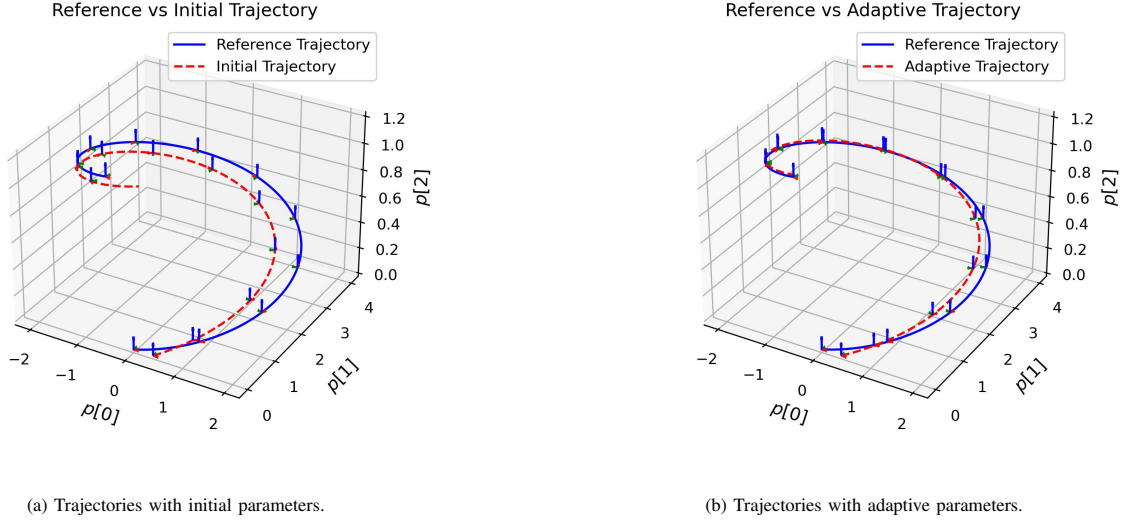 Reference vs Initial Trajectory
Reference Trajectory
Initial Trajectory
1.2
1.0
0.8
0.6
0.4
0.2
0.0
p[2]
−2
−1
0
1
2
p[0]
0
1
2
3
4
p[1]
(a) Trajectories with initial parameters.
Reference vs Adaptive Trajectory
Reference Trajectory
Adaptive Trajectory
1.2
1.0
0.8
0.6
0.4
0.2
0.0
p[2]
−2
−1
0
1
2
p[0]
0
1
2
3
4
p[1]
(b) Trajectories with adaptive parameters.